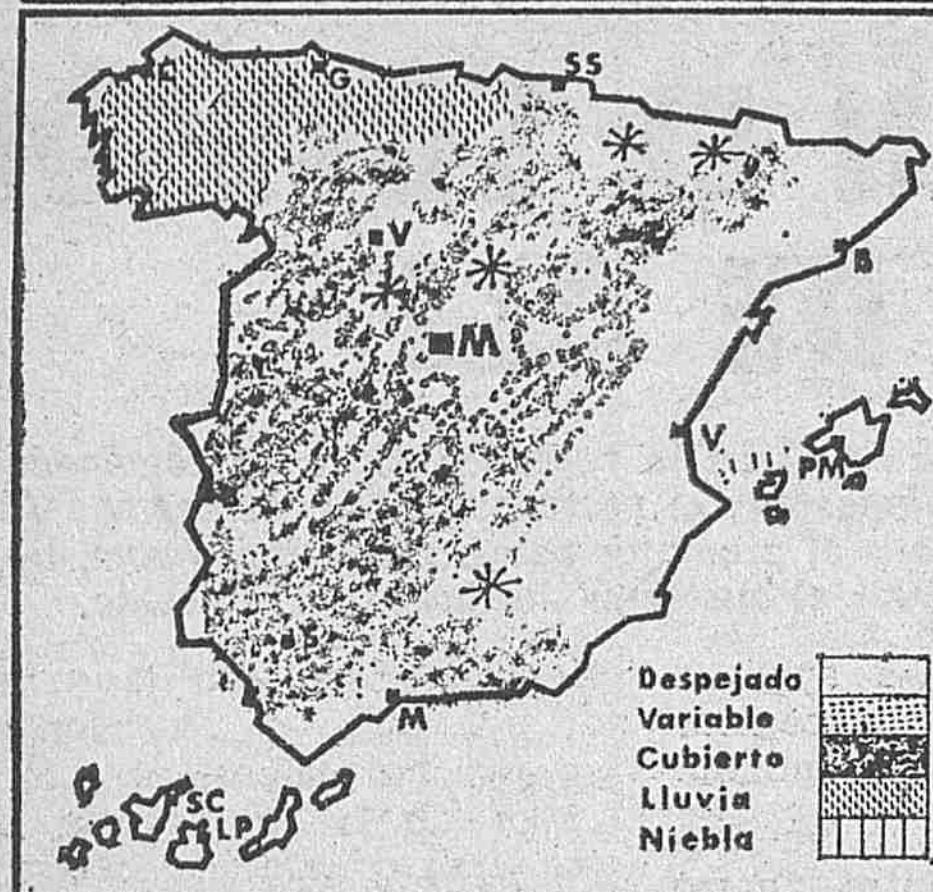 C
G
SS
V
B
M
V
PM
S
M
SC
LP
Despejado
Variable
Cubierto
Lluvia
Niebla